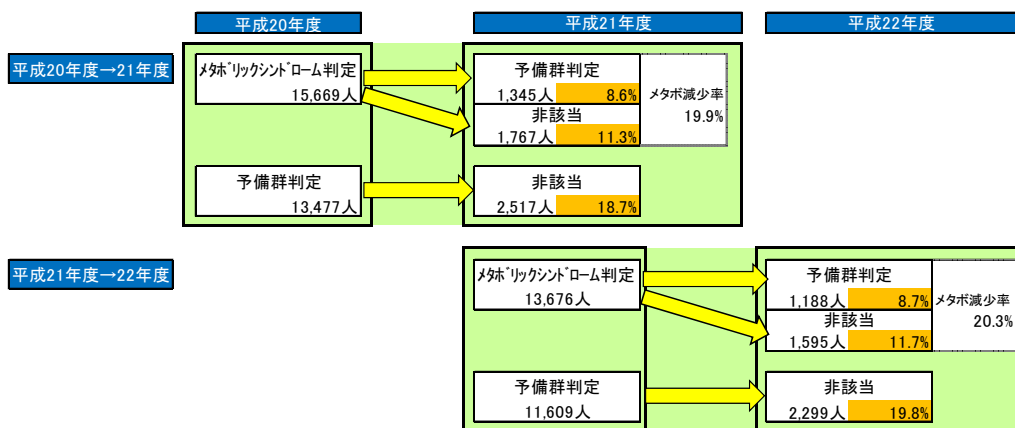 平成20年度
平成21年度
平成22年度
平成20年度→21年度
ﾒﾀﾎﾞﾘｯｸｼﾝﾄﾞﾛｰﾑ判定
15,669人
予備群判定
1,345人 8.6%
非該当
1,767人 11.3%
メタボ減少率
19.9%
予備群判定
13,477人
非該当
2,517人 18.7%
平成21年度→22年度
ﾒﾀﾎﾞﾘｯｸｼﾝﾄﾞﾛｰﾑ判定
13,676人
予備群判定
1,188人 8.7%
非該当
1,595人 11.7%
メタボ減少率
20.3%
予備群判定
11,609人
非該当
2,299人 19.8%